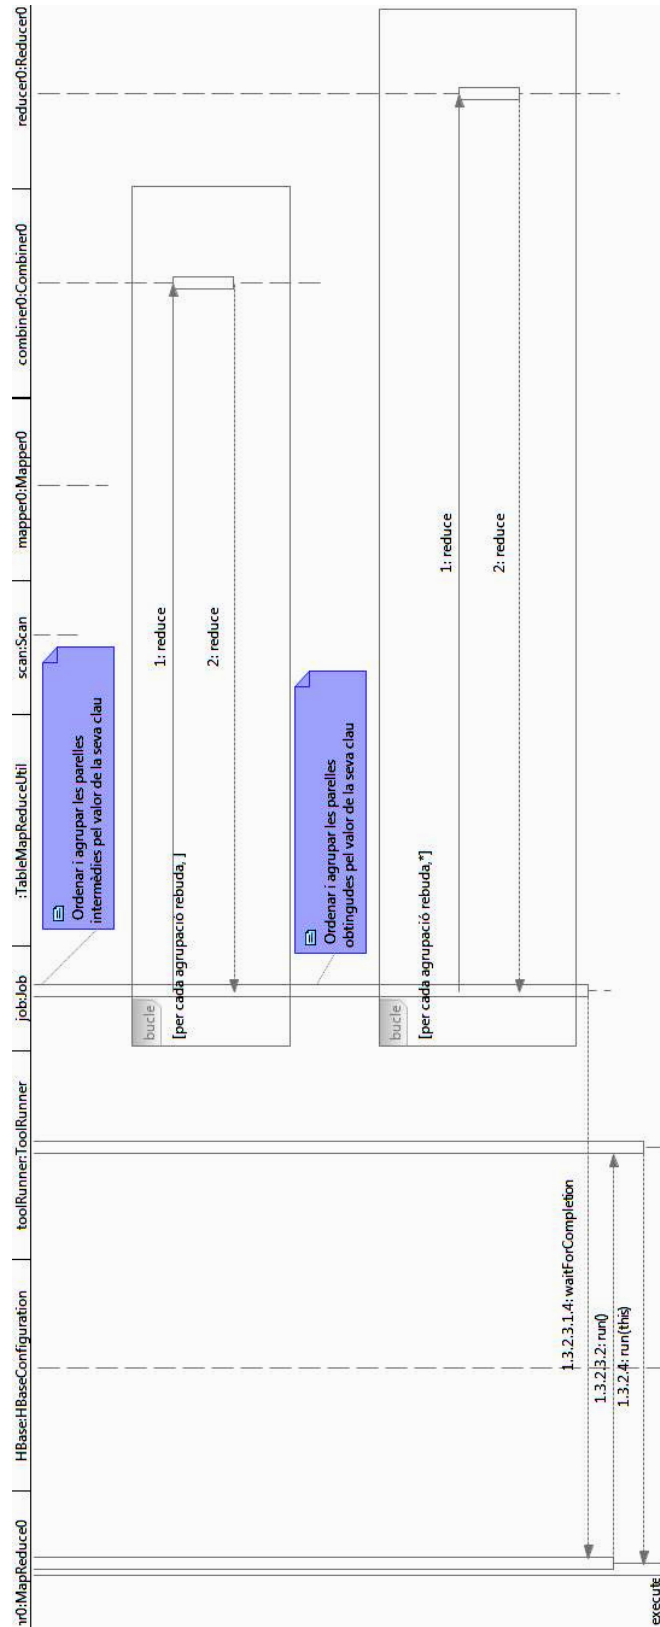 nr0:MapReduce0
HBase:HBaseConfiguration
toolRunner:ToolRunner
job:Job
:TableMapReduceUtil
scan:Scan
mapper0:Mapper0
combiner0:Combiner0
reducer0:Reducer0
Ordenar i agrupar les parelles
intermèdies pel valor de la seva clau
bucle
[per cada agrupació rebuda, ]
1: reduce
2: reduce
Ordenar i agrupar les parelles
obtingudes pel valor de la seva clau
bucle
[per cada agrupació rebuda,*]
1: reduce
2: reduce
1.3.2.3.1.4: waitForCompletion
1.3.2.3.2: run()
1.3.2.4: run(this)
execute